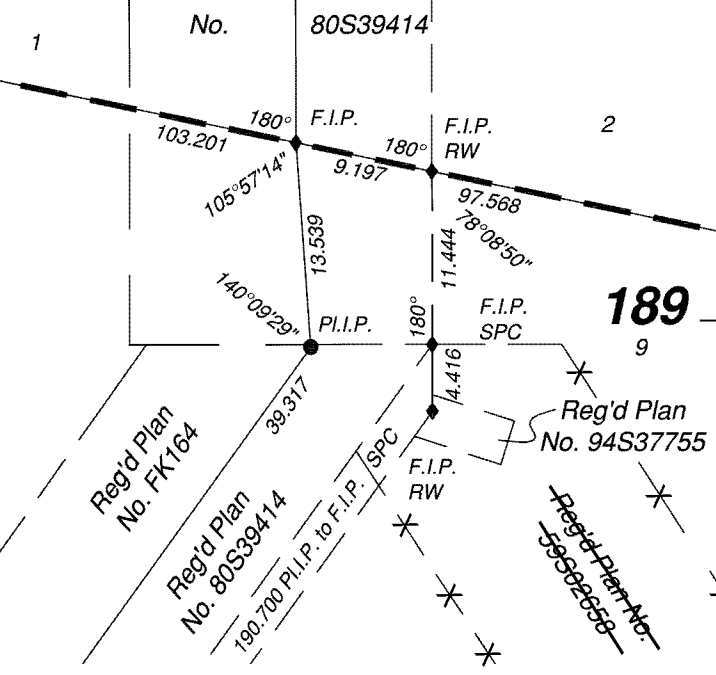 No.
80S39414
1
180°
F.I.P.
103.201
180°
F.I.P.
RW
2
9.197
105°57'14"
97.568
78°08'50"
13.539
11.444
140°09'29"
Pl.I.P.
180°
F.I.P.
SPC
189
9
39.317
4.416
Reg'd Plan
No. 94S37755
Reg'd Plan
No. FK164
SPC
F.I.P.
RW
Reg'd Plan
No. 80S39414
190.700 Pl.I.P. to F.I.P.
Reg'd Plan No.
59S02658